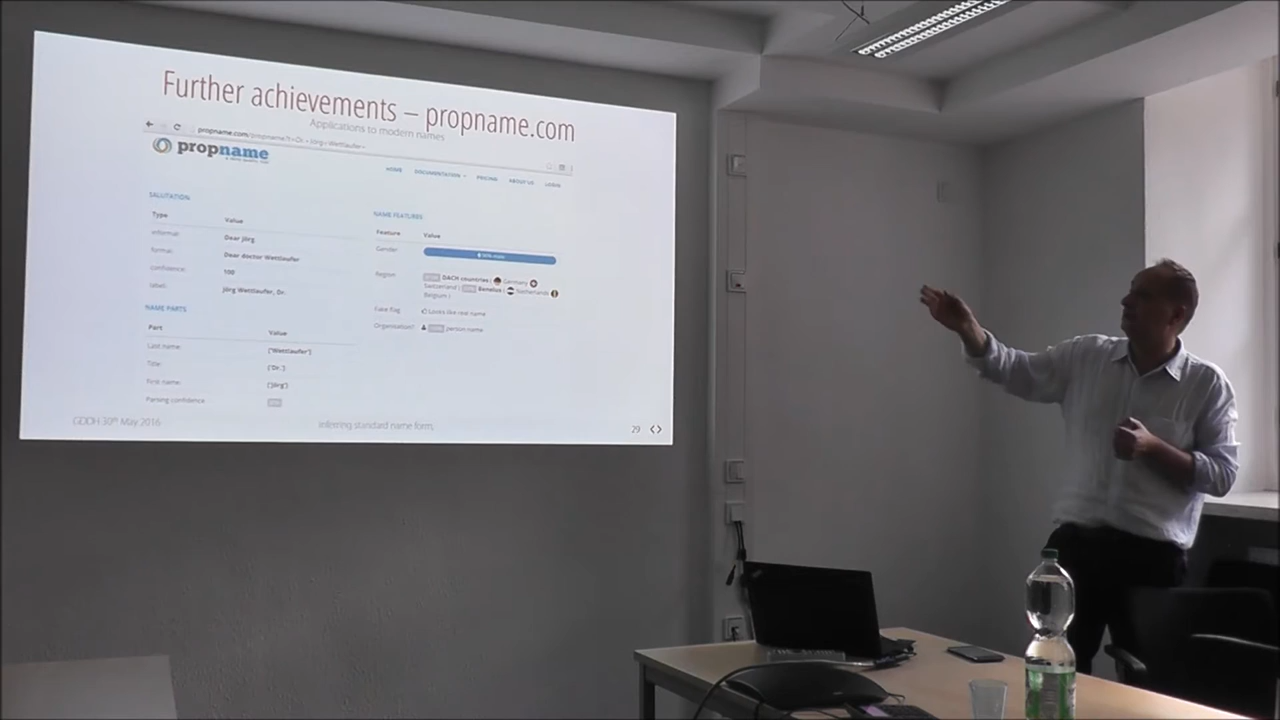 Further achievements – propname.com
Applications to modern names
propname
HOME DOCUMENTATION PRICING ABOUT US LOGIN
SALUTATION
Type Value
informal: Dear Jörg
formal: Dear doctor Wettlaufer
confidence: 100
label: Jörg Wettlaufer, Dr.
NAME PARTS
Part Value
Last name: ['Wettlaufer']
Title: ['Dr.']
First name: ['Jörg']
Parsing confidence
NAME FEATURES
Feature Value
Gender:
Region: DACH countries ( Germany
Switzerland ) Benelux ( Netherlands
Belgium )
Fake flag Looks like real name
Organisation? person name
GDDH 30th May 2016
inferring standard name form,
29 <>